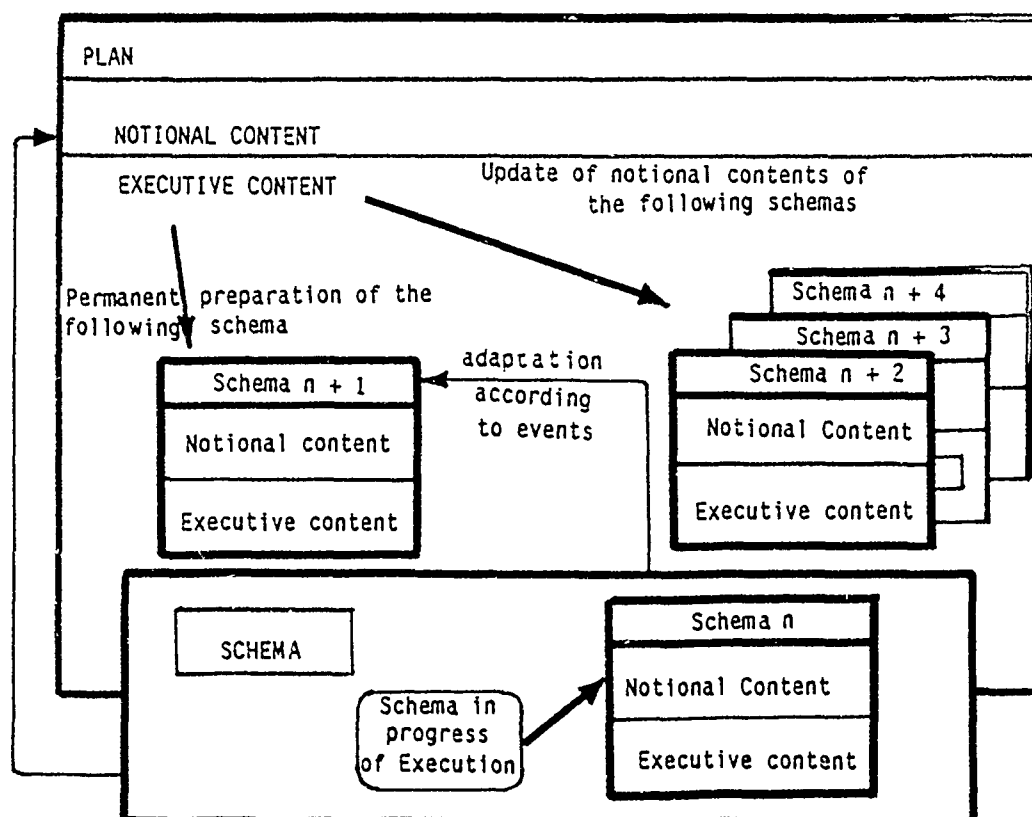 PLAN
NOTIONAL CONTENT
EXECUTIVE CONTENT
Update of notional contents of
the following schemas
Permanent preparation of the
following schema
Schema n + 1
Notional content
Executive content
adaptation
according
to events
Schema n + 4
Schema n + 3
Schema n + 2
Notional Content
Executive content
SCHEMA
Schema in
progress
of Execution
Schema n
Notional Content
Executive content